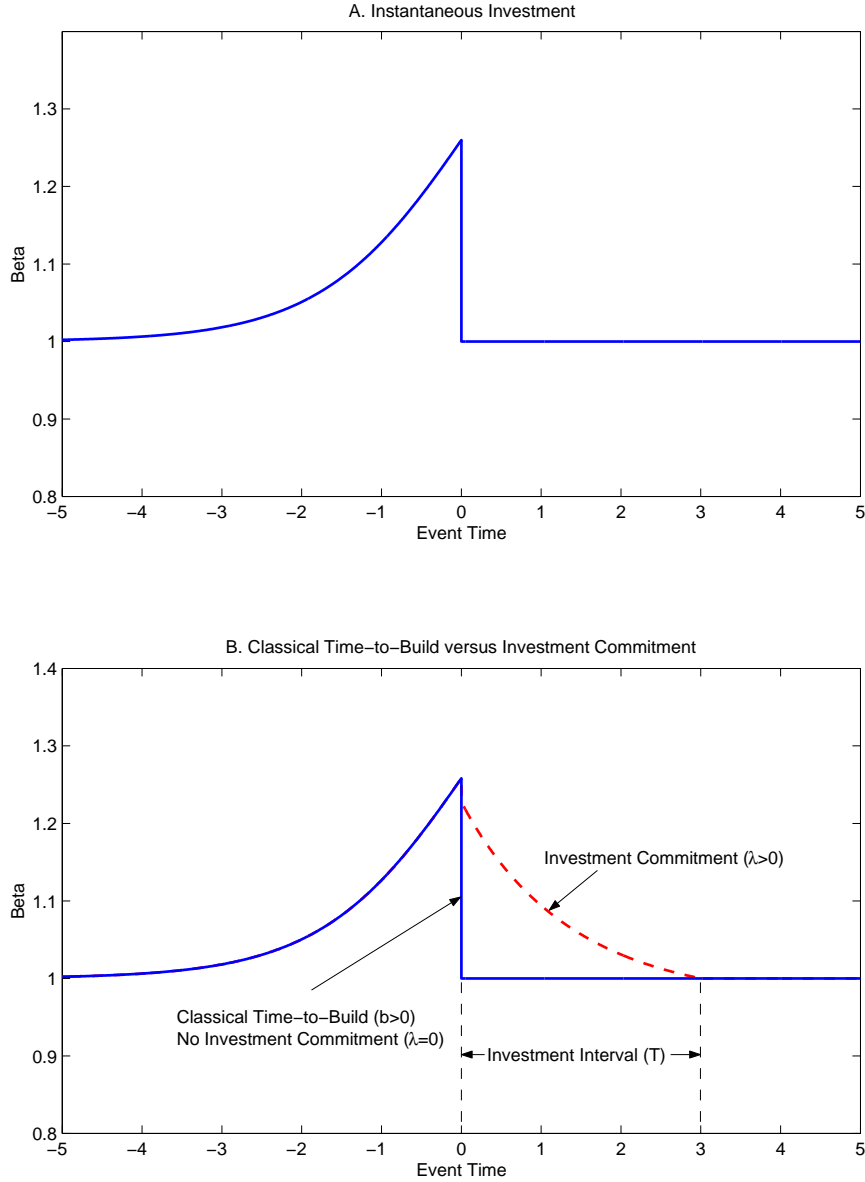 A. Instantaneous Investment
1.3
1.2
1.1
1
0.9
0.8
Beta
−5 −4 −3 −2 −1 0 1 2 3 4 5
Event Time
B. Classical Time−to−Build versus Investment Commitment
1.4
1.3
1.2
1.1
1
0.9
0.8
Beta
Investment Commitment (λ>0)
Classical Time−to−Build (b>0)
No Investment Commitment (λ=0)
Investment Interval (T)
−5 −4 −3 −2 −1 0 1 2 3 4 5
Event Time